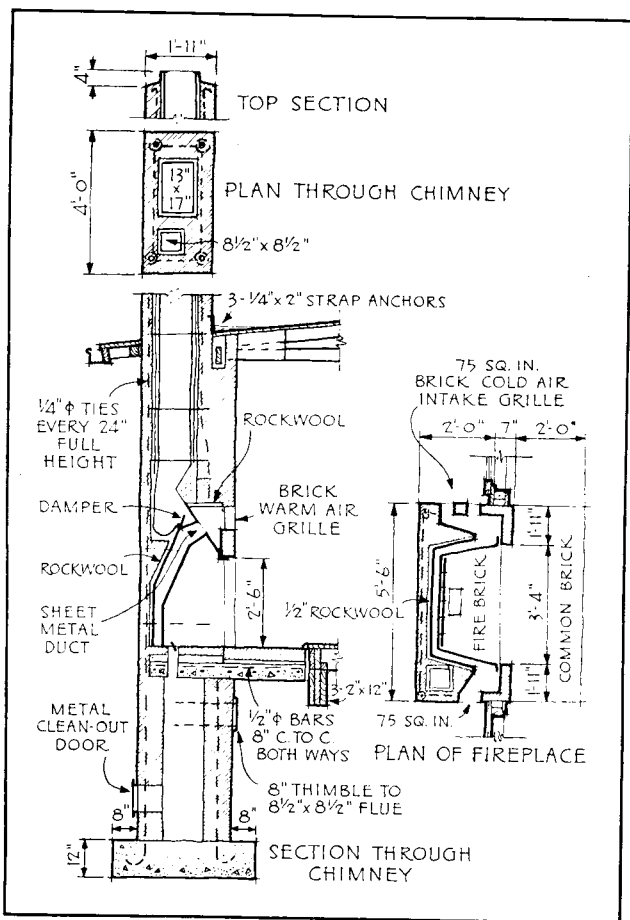 1'-11"
4"
TOP SECTION
4'-0"
13"
x
17"
PLAN THROUGH CHIMNEY
8½"x8½"
3-¼"x2" STRAP ANCHORS
75 SQ. IN.
BRICK COLD AIR
INTAKE GRILLE
2'-0"
7"
2'-0"
¼"φ TIES
EVERY 24"
FULL
HEIGHT
ROCKWOOL
DAMPER
BRICK
WARM AIR
GRILLE
ROCKWOOL
SHEET
METAL
DUCT
2'-6"
5'-6"
½"ROCKWOOL
FIRE BRICK
1'-11"
3'-4"
1'-11"
COMMON BRICK
3-2"x12"
75 SQ. IN.
PLAN OF FIREPLACE
METAL
CLEAN-OUT
DOOR
½"φ BARS
8" C. TO C.
BOTH WAYS
8" THIMBLE TO
8½"x8½" FLUE
8"
8"
12"
SECTION THROUGH
CHIMNEY